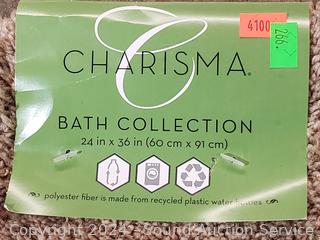 4100
266
CHARISMA®
BATH COLLECTION
24 in x 36 in (60 cm x 91 cm)
polyester fiber is made from recycled plastic water bottles
Copyright 2024 - Sound Auction Service